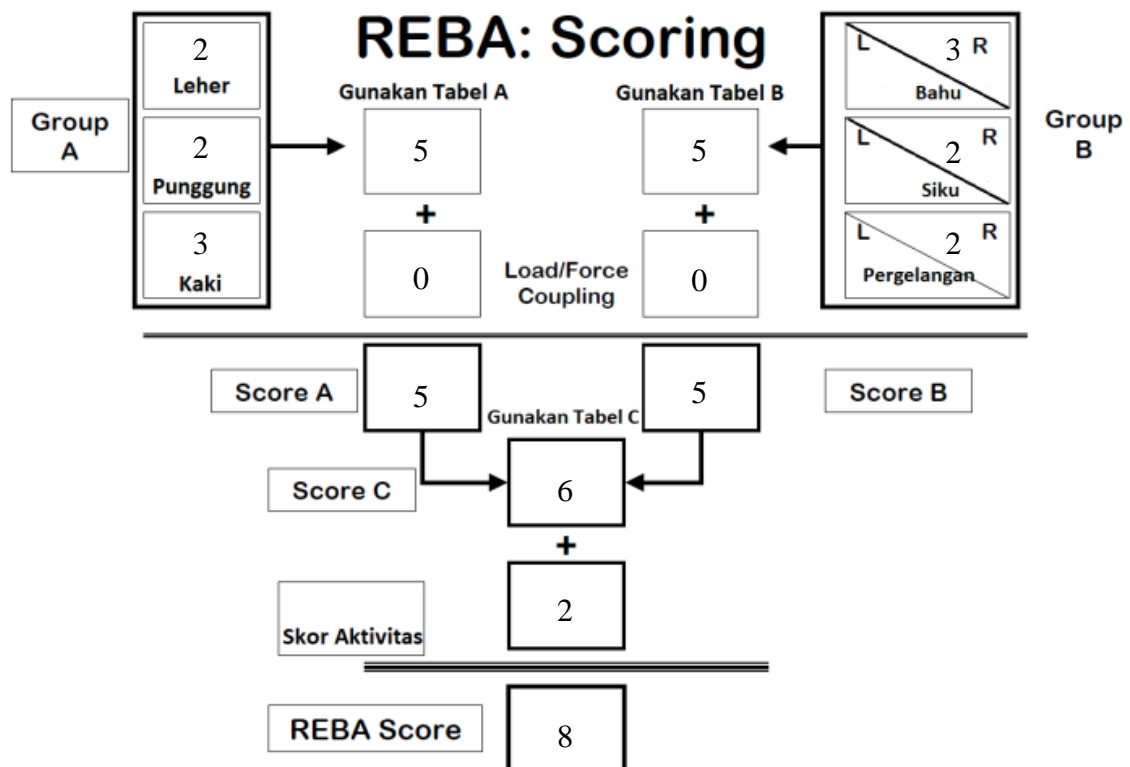 REBA: Scoring
Group
A
2
Leher
2
Punggung
3
Kaki
Gunakan Tabel A
5
+
0
Load/Force
Coupling
Gunakan Tabel B
5
+
0
L 3 R
Bahu
L 2 R
Siku
L 2 R
Pergelangan
Group
B
Score A
5
Gunakan Tabel C
5
Score B
Score C
6
+
Skor Aktivitas
2
REBA Score
8